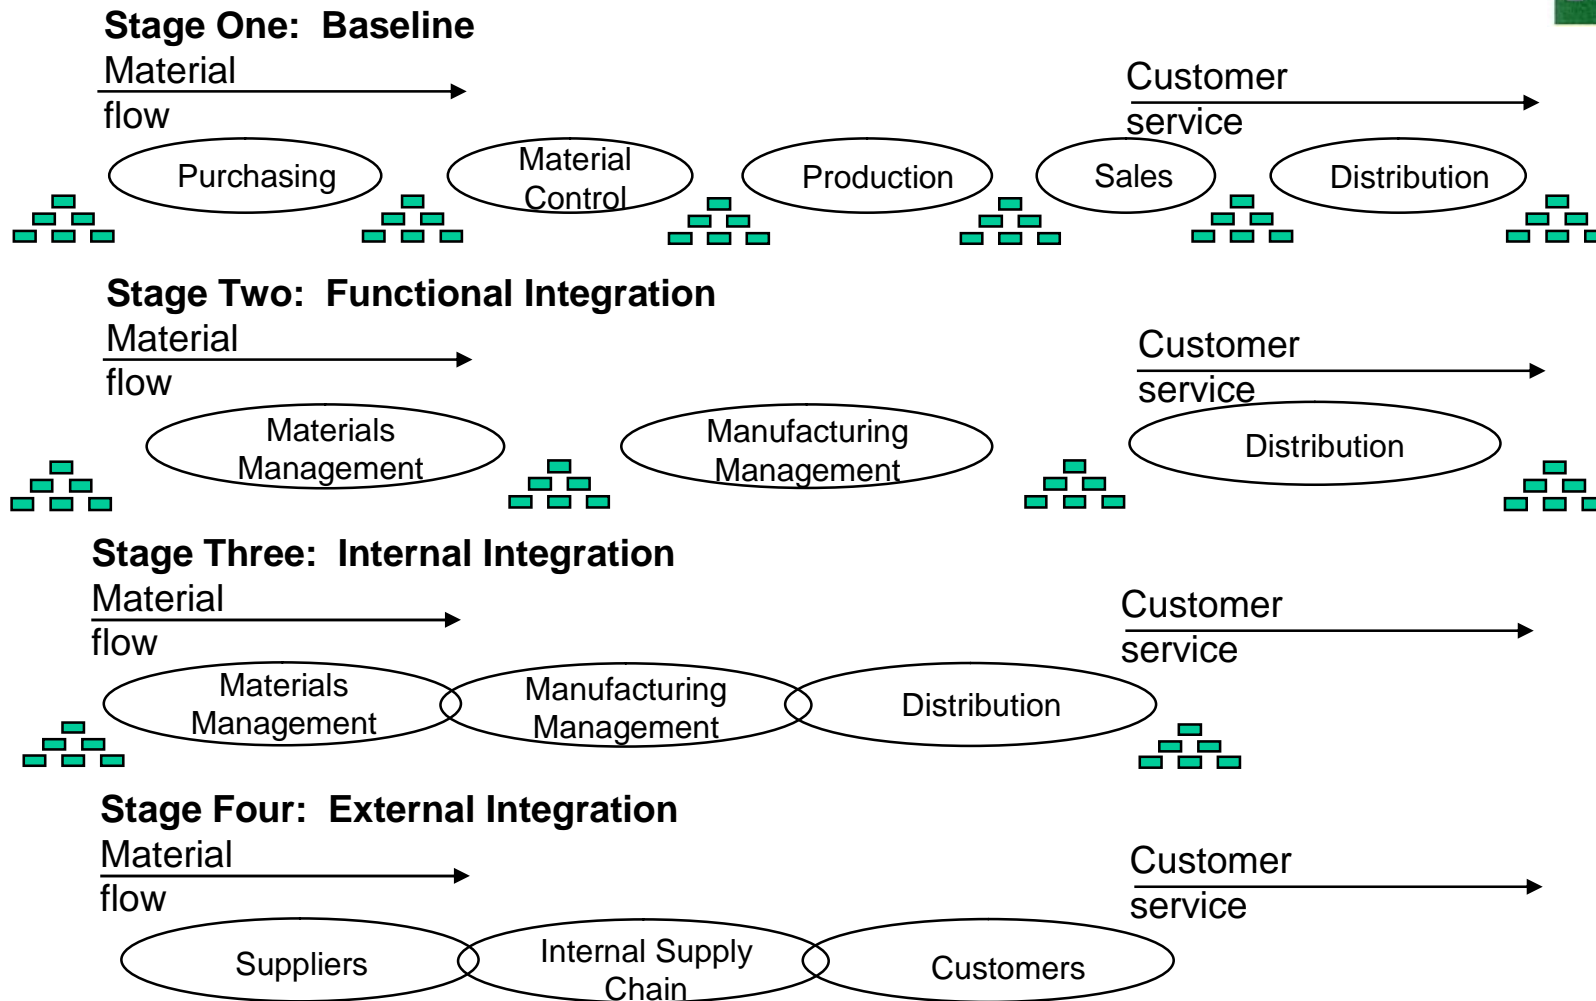 Stage One: Baseline
Material
flow
Customer
service
Purchasing
Material
Control
Production
Sales
Distribution
Stage Two: Functional Integration
Material
flow
Customer
service
Materials
Management
Manufacturing
Management
Distribution
Stage Three: Internal Integration
Material
flow
Customer
service
Materials
Management
Manufacturing
Management
Distribution
Stage Four: External Integration
Material
flow
Customer
service
Suppliers
Internal Supply
Chain
Customers